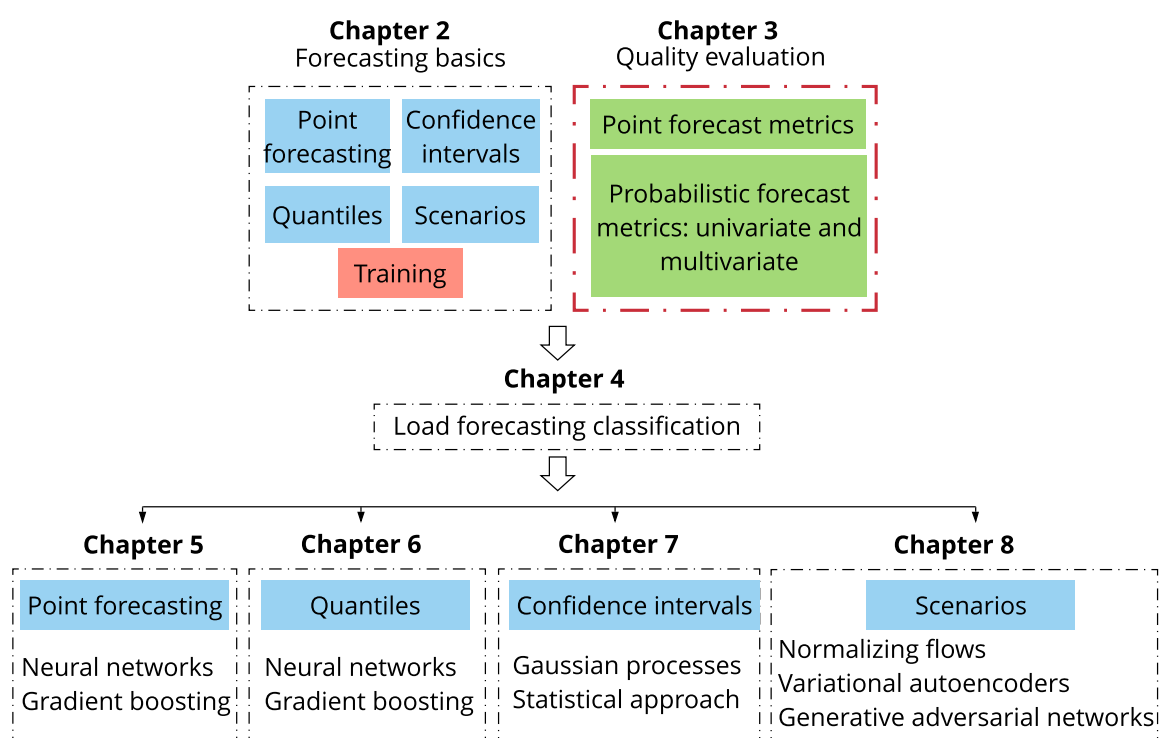 Chapter 2
Forecasting basics
Point
forecasting
Confidence
intervals
Quantiles
Scenarios
Training
Chapter 3
Quality evaluation
Point forecast metrics
Probabilistic forecast
metrics: univariate and
multivariate
Chapter 4
Load forecasting classification
Chapter 5
Point forecasting
Neural networks
Gradient boosting
Chapter 6
Quantiles
Neural networks
Gradient boosting
Chapter 7
Confidence intervals
Gaussian processes
Statistical approach
Chapter 8
Scenarios
Normalizing flows
Variational autoencoders
Generative adversarial networks